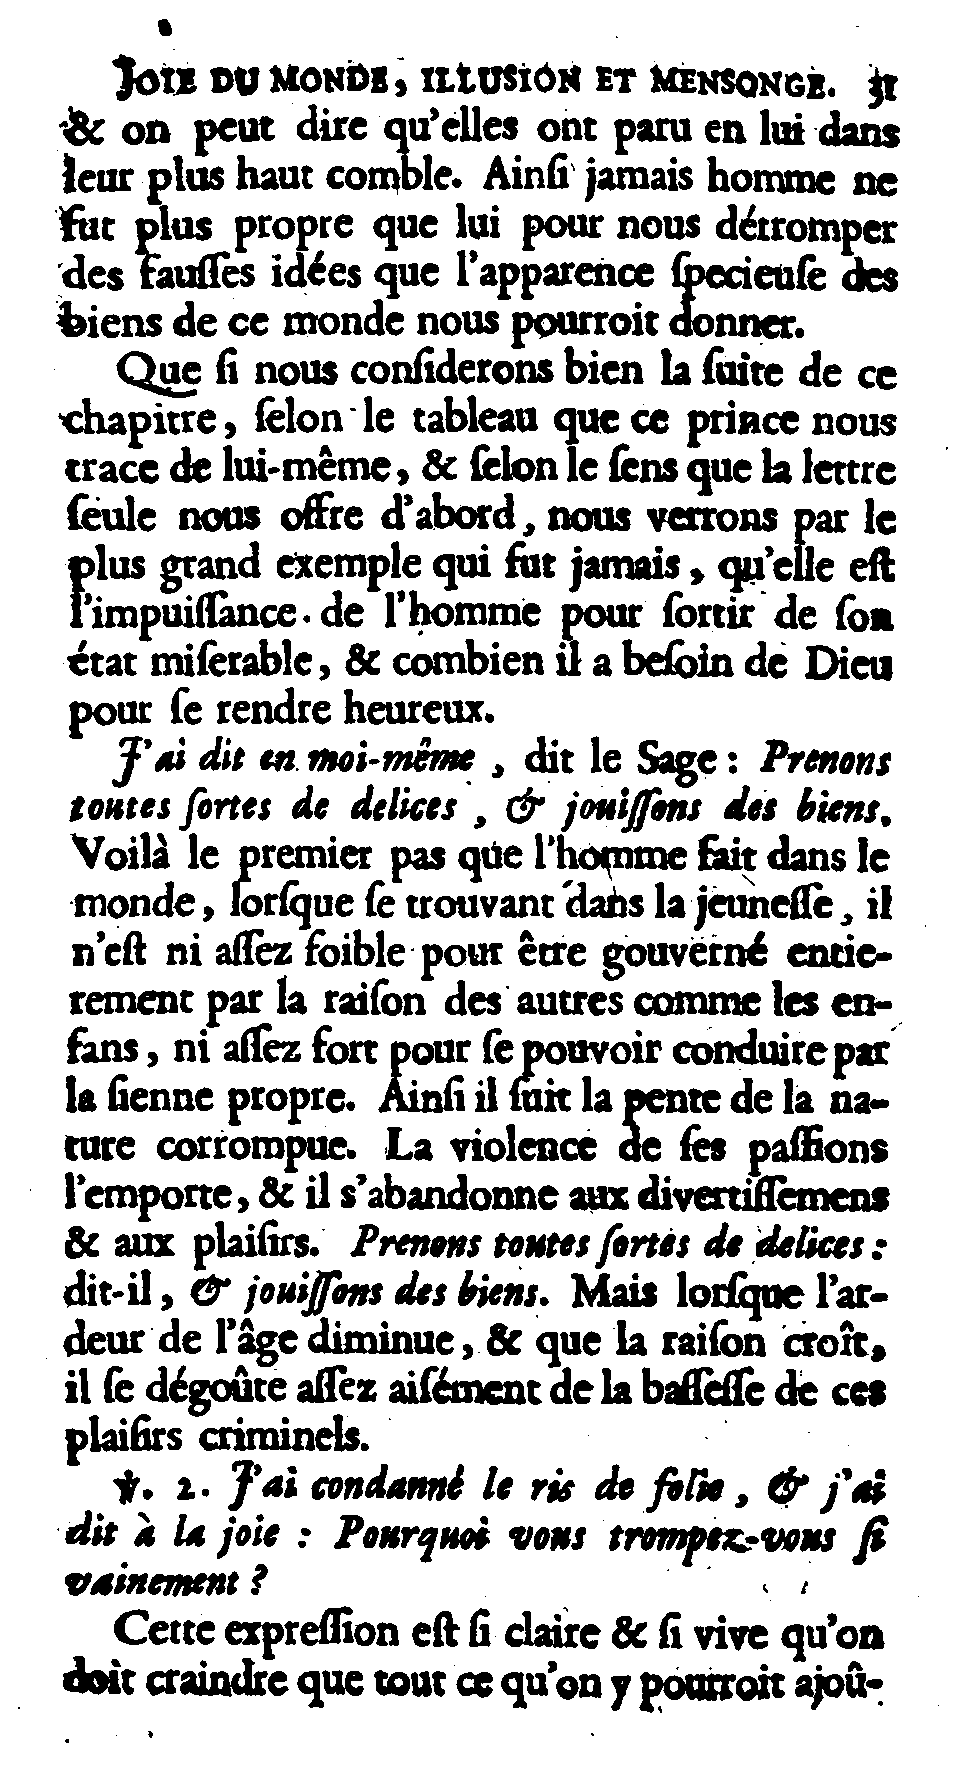 JOIE DU MONDE, ILLUSION ET MENSONGE. 31
& on peut dire qu'elles ont paru en lui dans
leur plus haut comble. Ainſi jamais homme ne
fut plus propre que lui pour nous détromper
des fauſſes idées que l'apparence ſpecieuſe des
biens de ce monde nous pourroit donner.
Que ſi nous conſiderons bien la ſuite de ce
chapitre, ſelon le tableau que ce prince nous
trace de lui-même, & ſelon le ſens que la lettre
ſeule nous offre d'abord, nous verrons par le
plus grand exemple qui fut jamais, qu'elle eſt
l'impuiſſance de l'homme pour ſortir de ſon
état miſerable, & combien il a beſoin de Dieu
pour ſe rendre heureux.
J'ai dit en moi-même, dit le Sage : Prenons
toutes ſortes de delices, & jouiſſons des biens.
Voilà le premier pas que l'homme fait dans le
monde, lorſque ſe trouvant dans la jeuneſſe, il
n'eſt ni aſſez foible pour être gouverné entie-
rement par la raiſon des autres comme les en-
fans, ni aſſez fort pour ſe pouvoir conduire par
la ſienne propre. Ainſi il ſuit la pente de la na-
ture corrompue. La violence de ſes paſſions
l'emporte, & il s'abandonne aux divertiſſemens
& aux plaiſirs. Prenons toutes ſortes de delices :
dit-il, & jouiſſons des biens. Mais lorſque l'ar-
deur de l'âge diminue, & que la raiſon croît,
il ſe dégoûte aſſez aiſément de la baſſeſſe de ces
plaiſirs criminels.
℣. 2. J'ai condanné le ris de folie, & j'ai
dit à la joie : Pourquoi vous trompez-vous ſi
vainement ?
Cette expreſſion eſt ſi claire & ſi vive qu'on
doit craindre que tout ce qu'on y pourroit ajoû-